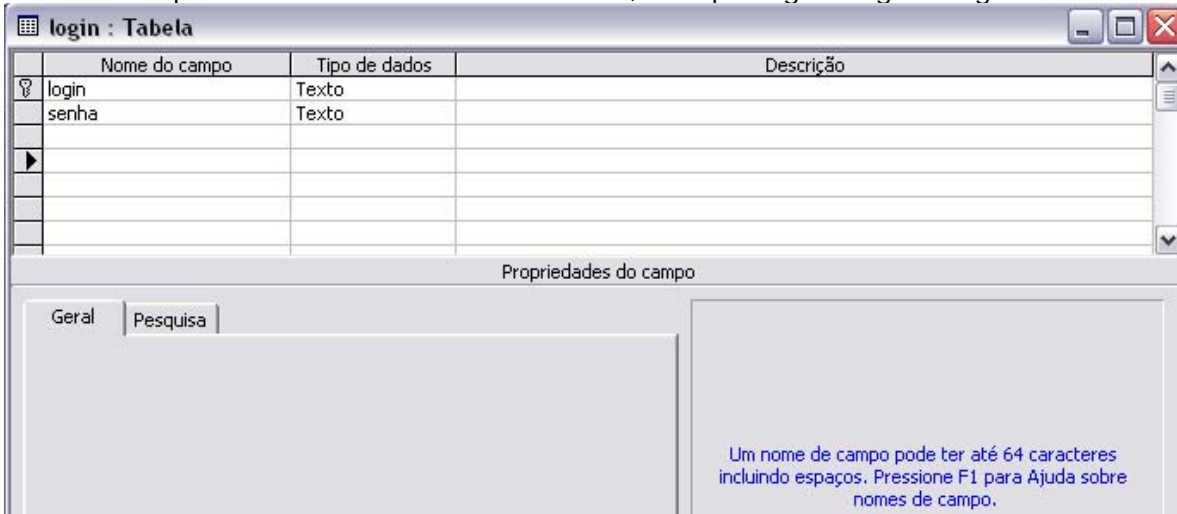 login : Tabela
Nome do campo Tipo de dados Descrição
login Texto
senha Texto
Propriedades do campo
Geral Pesquisa
Um nome de campo pode ter até 64 caracteres
incluindo espaços. Pressione F1 para Ajuda sobre
nomes de campo.